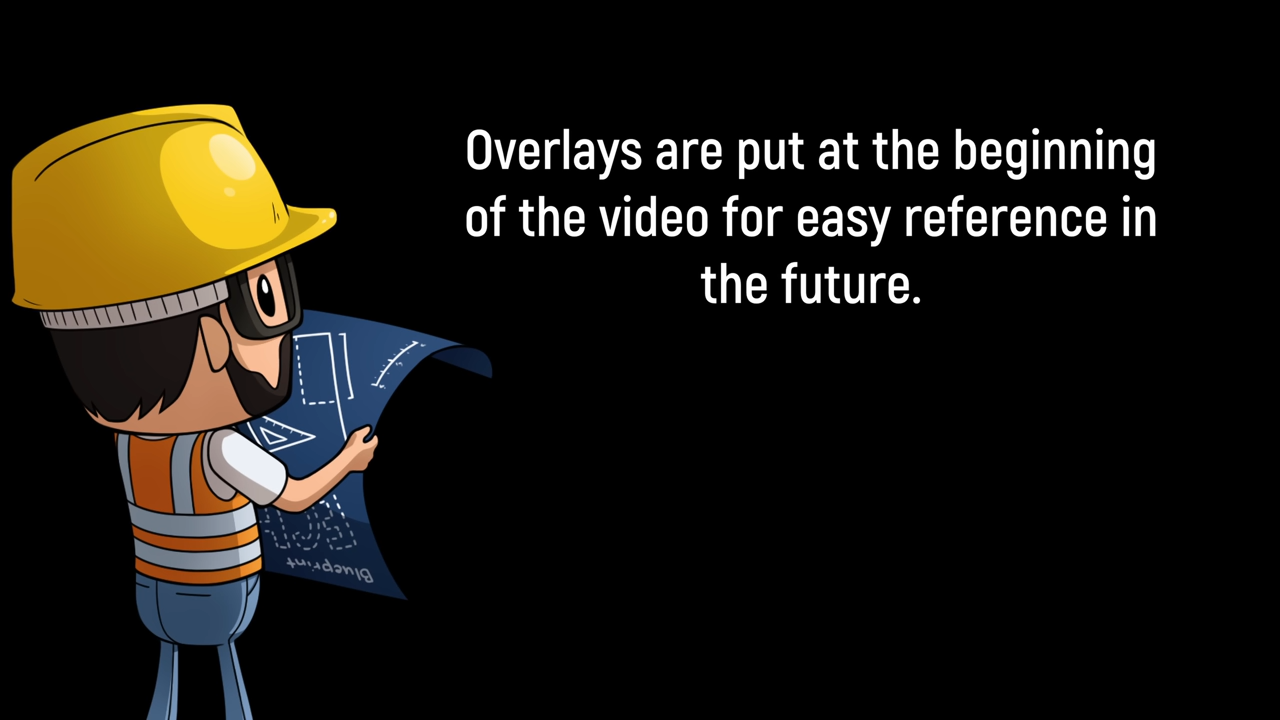 Overlays are put at the beginning
of the video for easy reference in
the future.
Blueprint